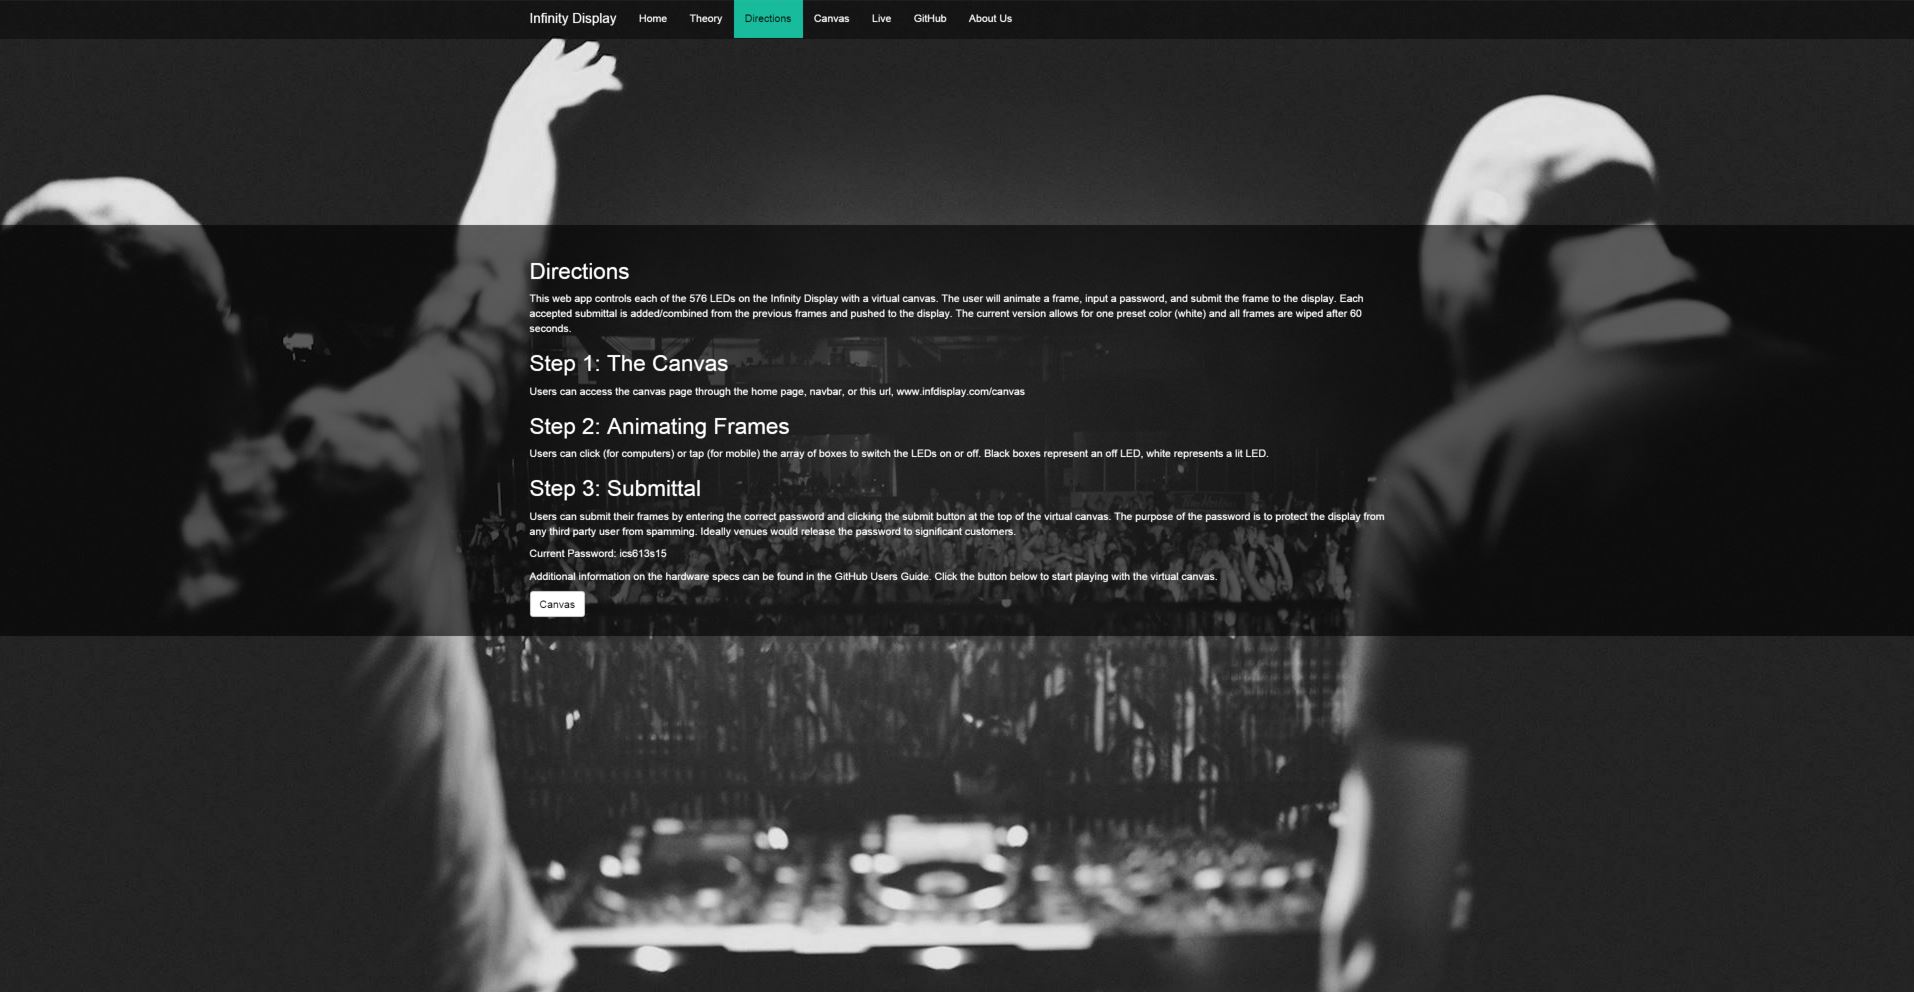 Infinity Display Home Theory Directions Canvas Live GitHub About Us
Directions
This web app controls each of the 576 LEDs on the Infinity Display with a virtual canvas. The user will animate a frame, input a password, and submit the frame to the display. Each
accepted submittal is added/combined from the previous frames and pushed to the display. The current version allows for one preset color (white) and all frames are wiped after 60
seconds.
Step 1: The Canvas
Users can access the canvas page through the home page, navbar, or this url, www.infdisplay.com/canvas
Step 2: Animating Frames
Users can click (for computers) or tap (for mobile) the array of boxes to switch the LEDs on or off. Black boxes represent an off LED, white represents a lit LED.
Step 3: Submittal
Users can submit their frames by entering the correct password and clicking the submit button at the top of the virtual canvas. The purpose of the password is to protect the display from
any third party user from spamming. Ideally venues would release the password to significant customers.
Current Password: ics613s15
Additional information on the hardware specs can be found in the GitHub Users Guide. Click the button below to start playing with the virtual canvas.
Canvas